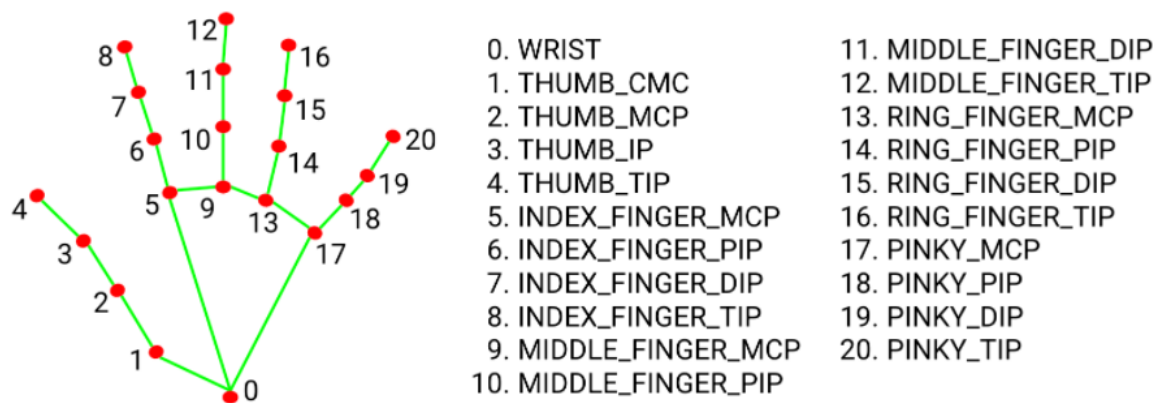 12
8
16
11
7
15
10
20
6
14
19
4
5
9
13
18
3
17
2
1
0
0. WRIST
1. THUMB_CMC
2. THUMB_MCP
3. THUMB_IP
4. THUMB_TIP
5. INDEX_FINGER_MCP
6. INDEX_FINGER_PIP
7. INDEX_FINGER_DIP
8. INDEX_FINGER_TIP
9. MIDDLE_FINGER_MCP
10. MIDDLE_FINGER_PIP
11. MIDDLE_FINGER_DIP
12. MIDDLE_FINGER_TIP
13. RING_FINGER_MCP
14. RING_FINGER_PIP
15. RING_FINGER_DIP
16. RING_FINGER_TIP
17. PINKY_MCP
18. PINKY_PIP
19. PINKY_DIP
20. PINKY_TIP